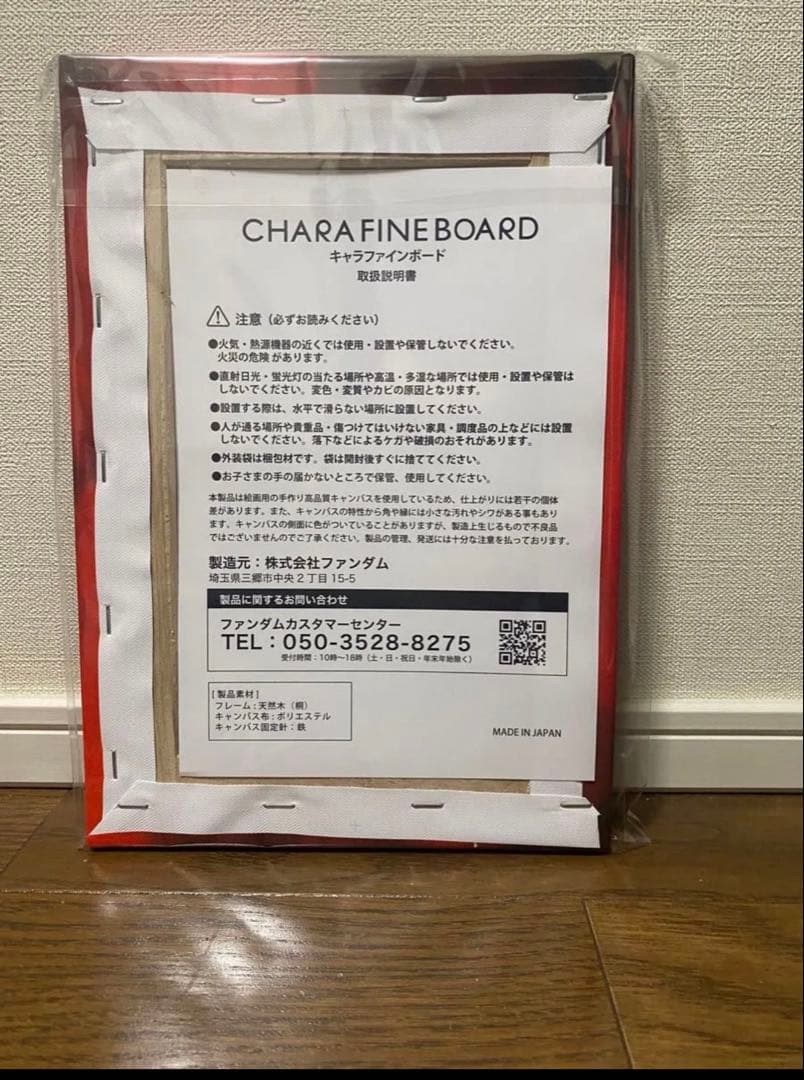 CHARA FINE BOARD
キャラファインボード
取扱説明書
注意（必ずお読みください）
●火気・熱源機器の近くでは使用・設置や保管しないでください。
火災の危険 があります。
●直射日光・蛍光灯の当たる場所や高温・多湿な場所では使用・設置や保管は
しないでください。変色・変質やカビの原因となります。
●設置する際は、水平で滑らない場所に設置してください。
●人が通る場所や貴重品・傷つけてはいけない家具・調度品の上などには設置
しないでください。落下などによるケガや破損のおそれがあります。
●外装袋は梱包材です。袋は開封後すぐに捨ててください。
●お子さまの手の届かないところで保管、使用してください。
本製品は絵画用の手作り高品質キャンバスを使用しているため、仕上がりには若干の個体
差があります。また、キャンバスの特性から角や縁には小さな汚れやシワがある事もあり
ます。キャンバスの側面に色がついていることがありますが、製造上生じるもので不良品
ではございませんのでご了承ください。製品の管理、発送には十分な注意を払っております。
製造元：株式会社ファンダム
埼玉県三郷市中央２丁目 15-5
製品に関するお問い合わせ
ファンダムカスタマーセンター
TEL：050-3528-8275
受付時間：10時〜18時（土・日・祝日・年末年始除く）
[ 製品素材 ]
フレーム：天然木（桐）
キャンバス布：ポリエステル
キャンバス固定針：鉄
MADE IN JAPAN